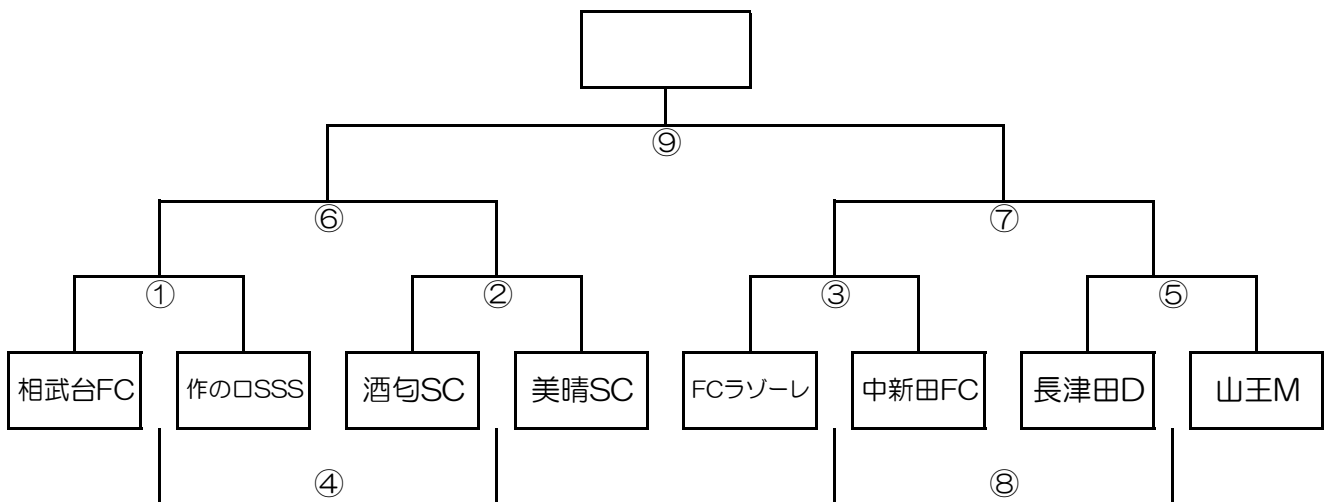 ⑨
⑥
⑦
①
②
③
⑤
相武台FC
作の口SSS
酒匂SC
美晴SC
FCラゾーレ
中新田FC
長津田D
山王M
④
⑧